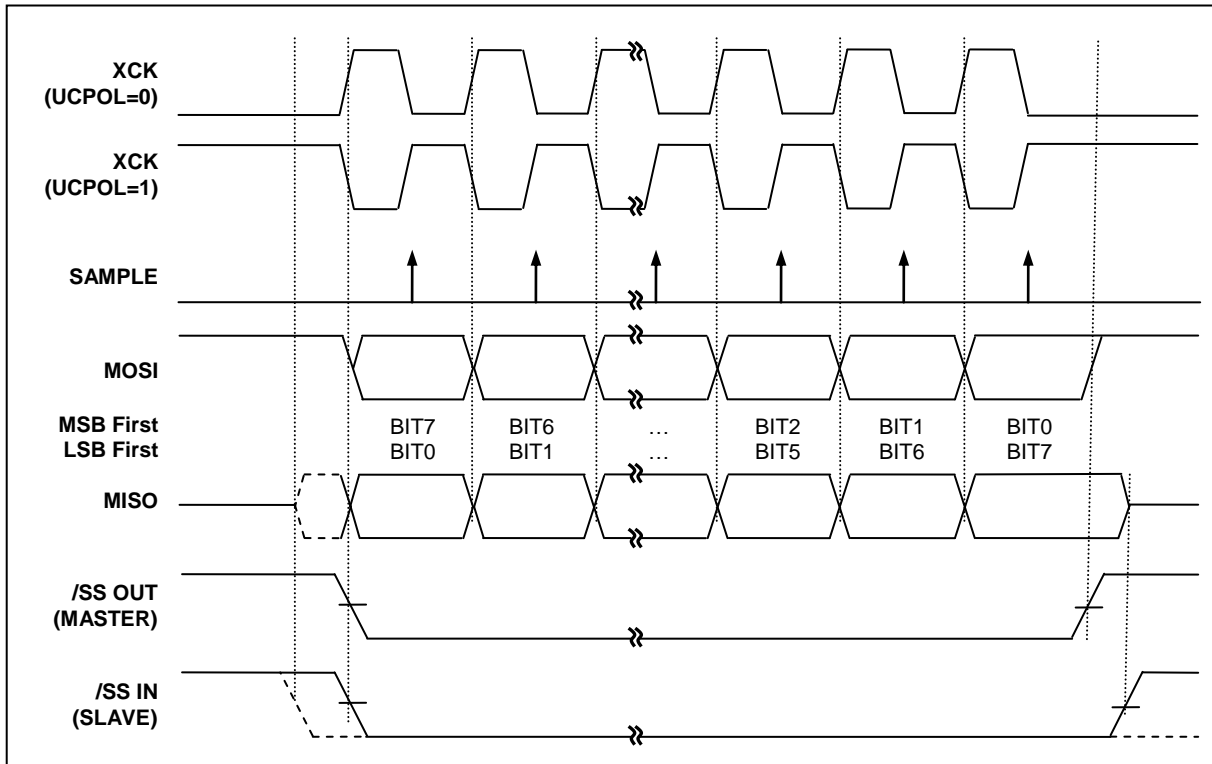 XCK
(UCPOL=0)
XCK
(UCPOL=1)
SAMPLE
MOSI
MSB First BIT7 BIT6 … BIT2 BIT1 BIT0
LSB First BIT0 BIT1 … BIT5 BIT6 BIT7
MISO
/SS OUT
(MASTER)
/SS IN
(SLAVE)